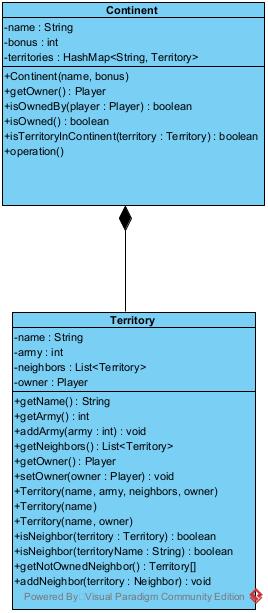 Continent
-name : String
-bonus : int
-territories : HashMap<String, Territory>
+Continent(name, bonus)
+getOwner() : Player
+isOwnedBy(player : Player) : boolean
+isOwned() : boolean
+isTerritoryInContinent(territory : Territory) : boolean
+operation()
Territory
-name : String
-army : int
-neighbors : List<Territory>
-owner : Player
+getName() : String
+getArmy() : int
+addArmy(army : int) : void
+getNeighbors() : List<Territory>
+getOwner() : Player
+setOwner(owner : Player) : void
+Territory(name, army, neighbors, owner)
+Territory(name)
+Territory(name, owner)
+isNeighbor(territory : Territory) : boolean
+isNeighbor(territoryName : String) : boolean
+getNotOwnedNeighbor() : Territory[]
+addNeighbor(territory : Neighbor) : void
Powered By: Visual Paradigm Community Edition